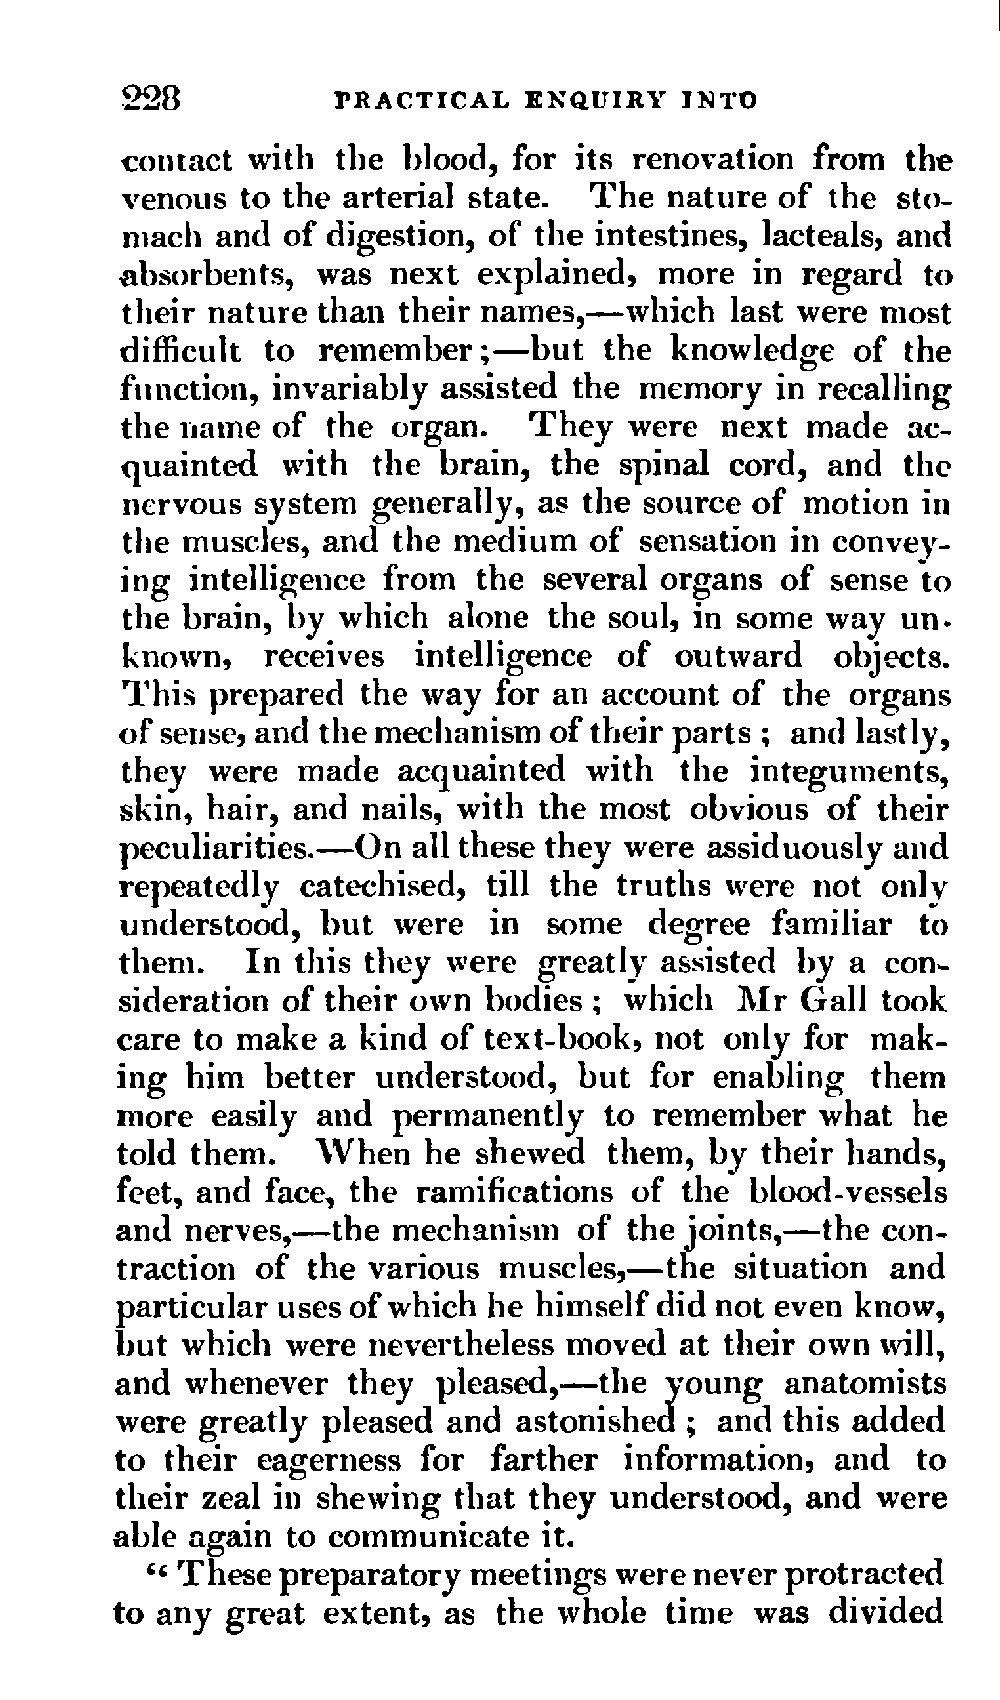 228 PRACTICAL ENQUIRY INTO
contact with the blood, for its renovation from the
venous to the arterial state. The nature of the sto-
mach and of digestion, of the intestines, lacteals, and
absorbents, was next explained, more in regard to
their nature than their names,—which last were most
difficult to remember;—but the knowledge of the
function, invariably assisted the memory in recalling
the name of the organ. They were next made ac-
quainted with the brain, the spinal cord, and the
nervous system generally, as the source of motion in
the muscles, and the medium of sensation in convey-
ing intelligence from the several organs of sense to
the brain, by which alone the soul, in some way un-
known, receives intelligence of outward objects.
This prepared the way for an account of the organs
of sense, and the mechanism of their parts ; and lastly,
they were made acquainted with the integuments,
skin, hair, and nails, with the most obvious of their
peculiarities.—On all these they were assiduously and
repeatedly catechised, till the truths were not only
understood, but were in some degree familiar to
them. In this they were greatly assisted by a con-
sideration of their own bodies ; which Mr Gall took
care to make a kind of text-book, not only for mak-
ing him better understood, but for enabling them
more easily and permanently to remember what he
told them. When he shewed them, by their hands,
feet, and face, the ramifications of the blood-vessels
and nerves,—the mechanism of the joints,—the con-
traction of the various muscles,—the situation and
particular uses of which he himself did not even know,
but which were nevertheless moved at their own will,
and whenever they pleased,—the young anatomists
were greatly pleased and astonished ; and this added
to their eagerness for farther information, and to
their zeal in shewing that they understood, and were
able again to communicate it.
“ These preparatory meetings were never protracted
to any great extent, as the whole time was divided